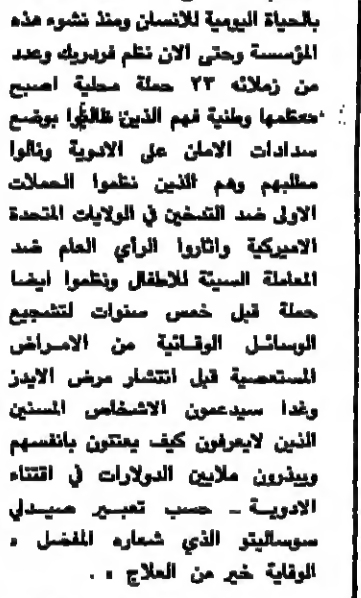 بالحياة اليومية للانسان ومنذ نشوء هذه
المؤسسة وحتى الان نظم فردريك وعدد
من زملائه ٢٣ حملة محلية اصبح
معظمها وطنية فهم الذين طالبوا بوضع
سدادات الامان على الادوية ونالوا
مطلبهم وهم الذين نظموا الحملات
الاولى ضد التدخين في الولايات المتحدة
الاميركية واثاروا الرأي العام ضد
المعاملة السيئة للاطفال ونظموا ايضا
حملة قبل خمس سنوات لتشجيع
الوسائل الوقائية من الامراض
المستعصية قبل انتشار مرض الايدز
وغدا سيدعمون الاشخاص المسنين
الذين لايعرفون كيف يعتنون بانفسهم
ويبذرون ملايين الدولارات في اقتناء
الادوية ـ حسب تعبير صيدلي
سوساليتو الذي شعاره المفضل «
الوقاية خير من العلاج » .